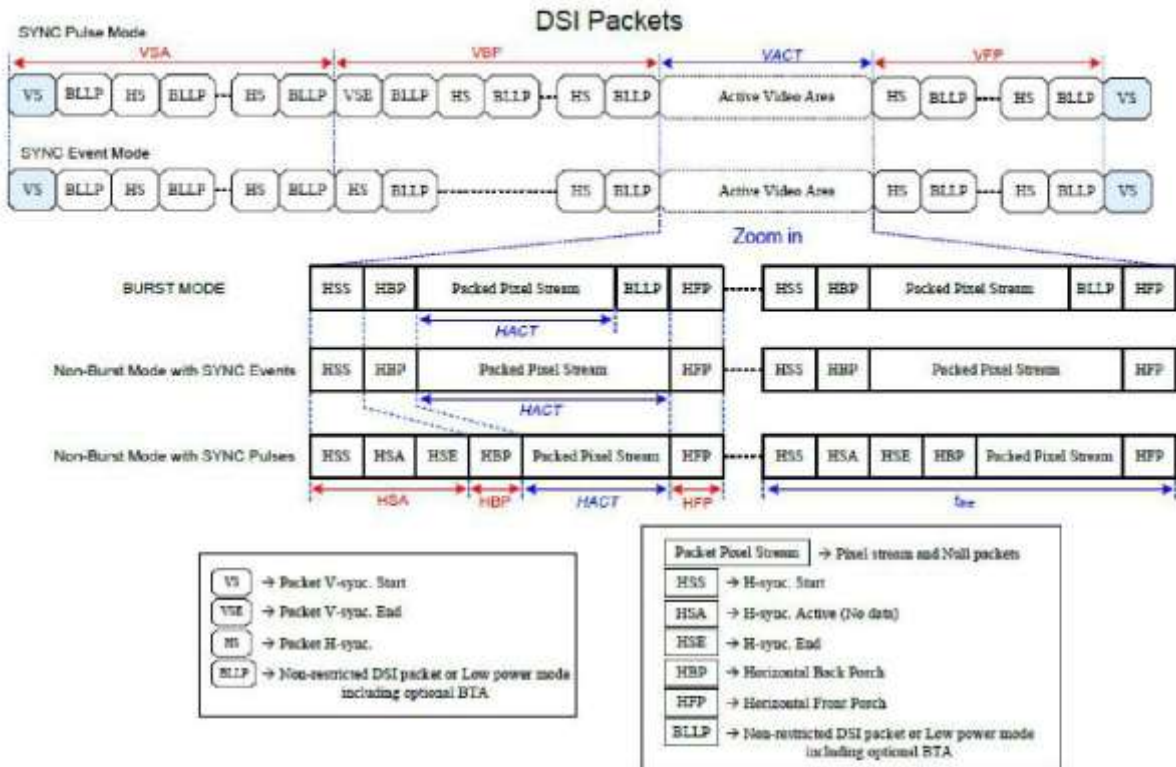 DSI Packets
SYNC Pulse Mode
VSA VBP VACT VFP
VS BLLP HS BLLP HS BLLP VSE BLLP HS BLLP HS BLLP Active Video Area HS BLLP HS BLLP VS
SYNC Event Mode
VS BLLP HS BLLP HS BLLP HS BLLP HS BLLP Active Video Area HS BLLP HS BLLP VS
Zoom in
BURST MODE HSS HBP Packed Pixel Stream BLLP HFP HSS HBP Packed Pixel Stream BLLP HFP
HACT
Non-Burst Mode with SYNC Events HSS HBP Packed Pixel Stream HFP HSS HBP Packed Pixel Stream HFP
HACT
Non-Burst Mode with SYNC Pulses HSS HSA HSE HBP Packed Pixel Stream HFP HSS HSA HSE HBP Packed Pixel Stream HFP
HSA HBP HACT HFP
VS → Packet V-sync. Start
VSE → Packet V-sync. End
HS → Packet H-sync.
BLLP → Non-restricted DSI packet or Low power mode
including optional BTA
Packet Pixel Stream → Pixel stream and Null packets
HSS → H-sync. Start
HSA → H-sync. Active (No data)
HSE → H-sync. End
HBP → Horizontal Back Porch
HFP → Horizontal Front Porch
BLLP → Non-restricted DSI packet or Low power mode
including optional BTA